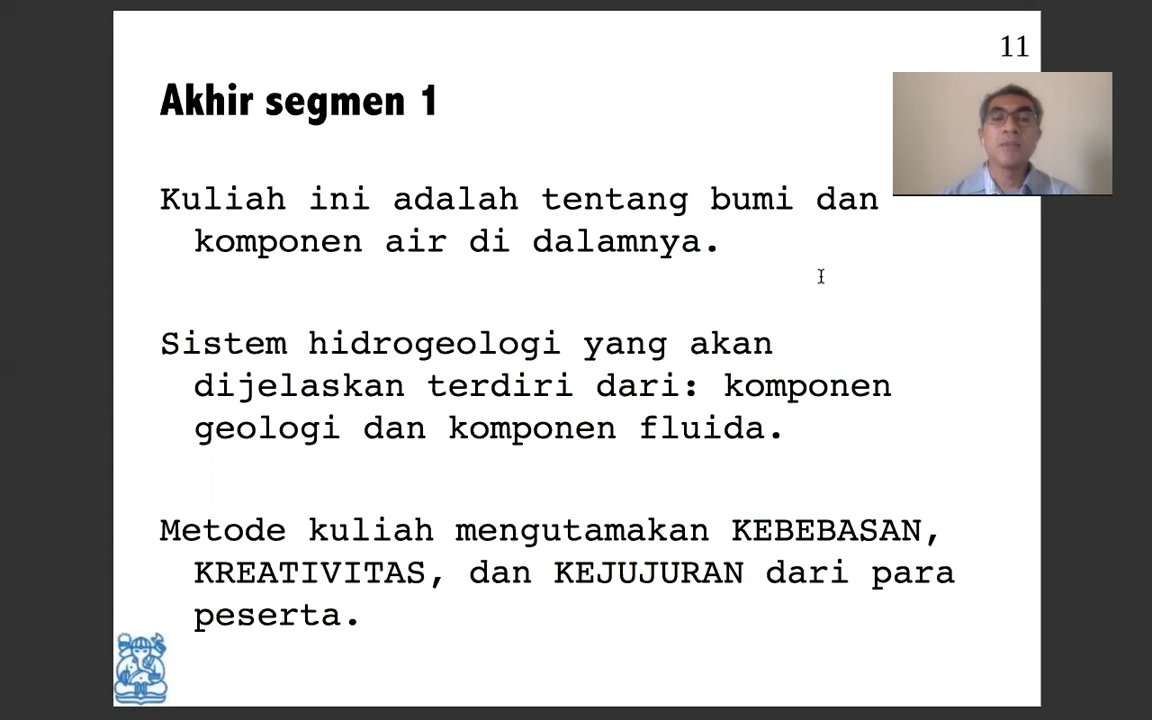 11
Akhir segmen 1
Kuliah ini adalah tentang bumi dan
komponen air di dalamnya.
Sistem hidrogeologi yang akan
dijelaskan terdiri dari: komponen
geologi dan komponen fluida.
Metode kuliah mengutamakan KEBEBASAN,
KREATIVITAS, dan KEJUJURAN dari para
peserta.